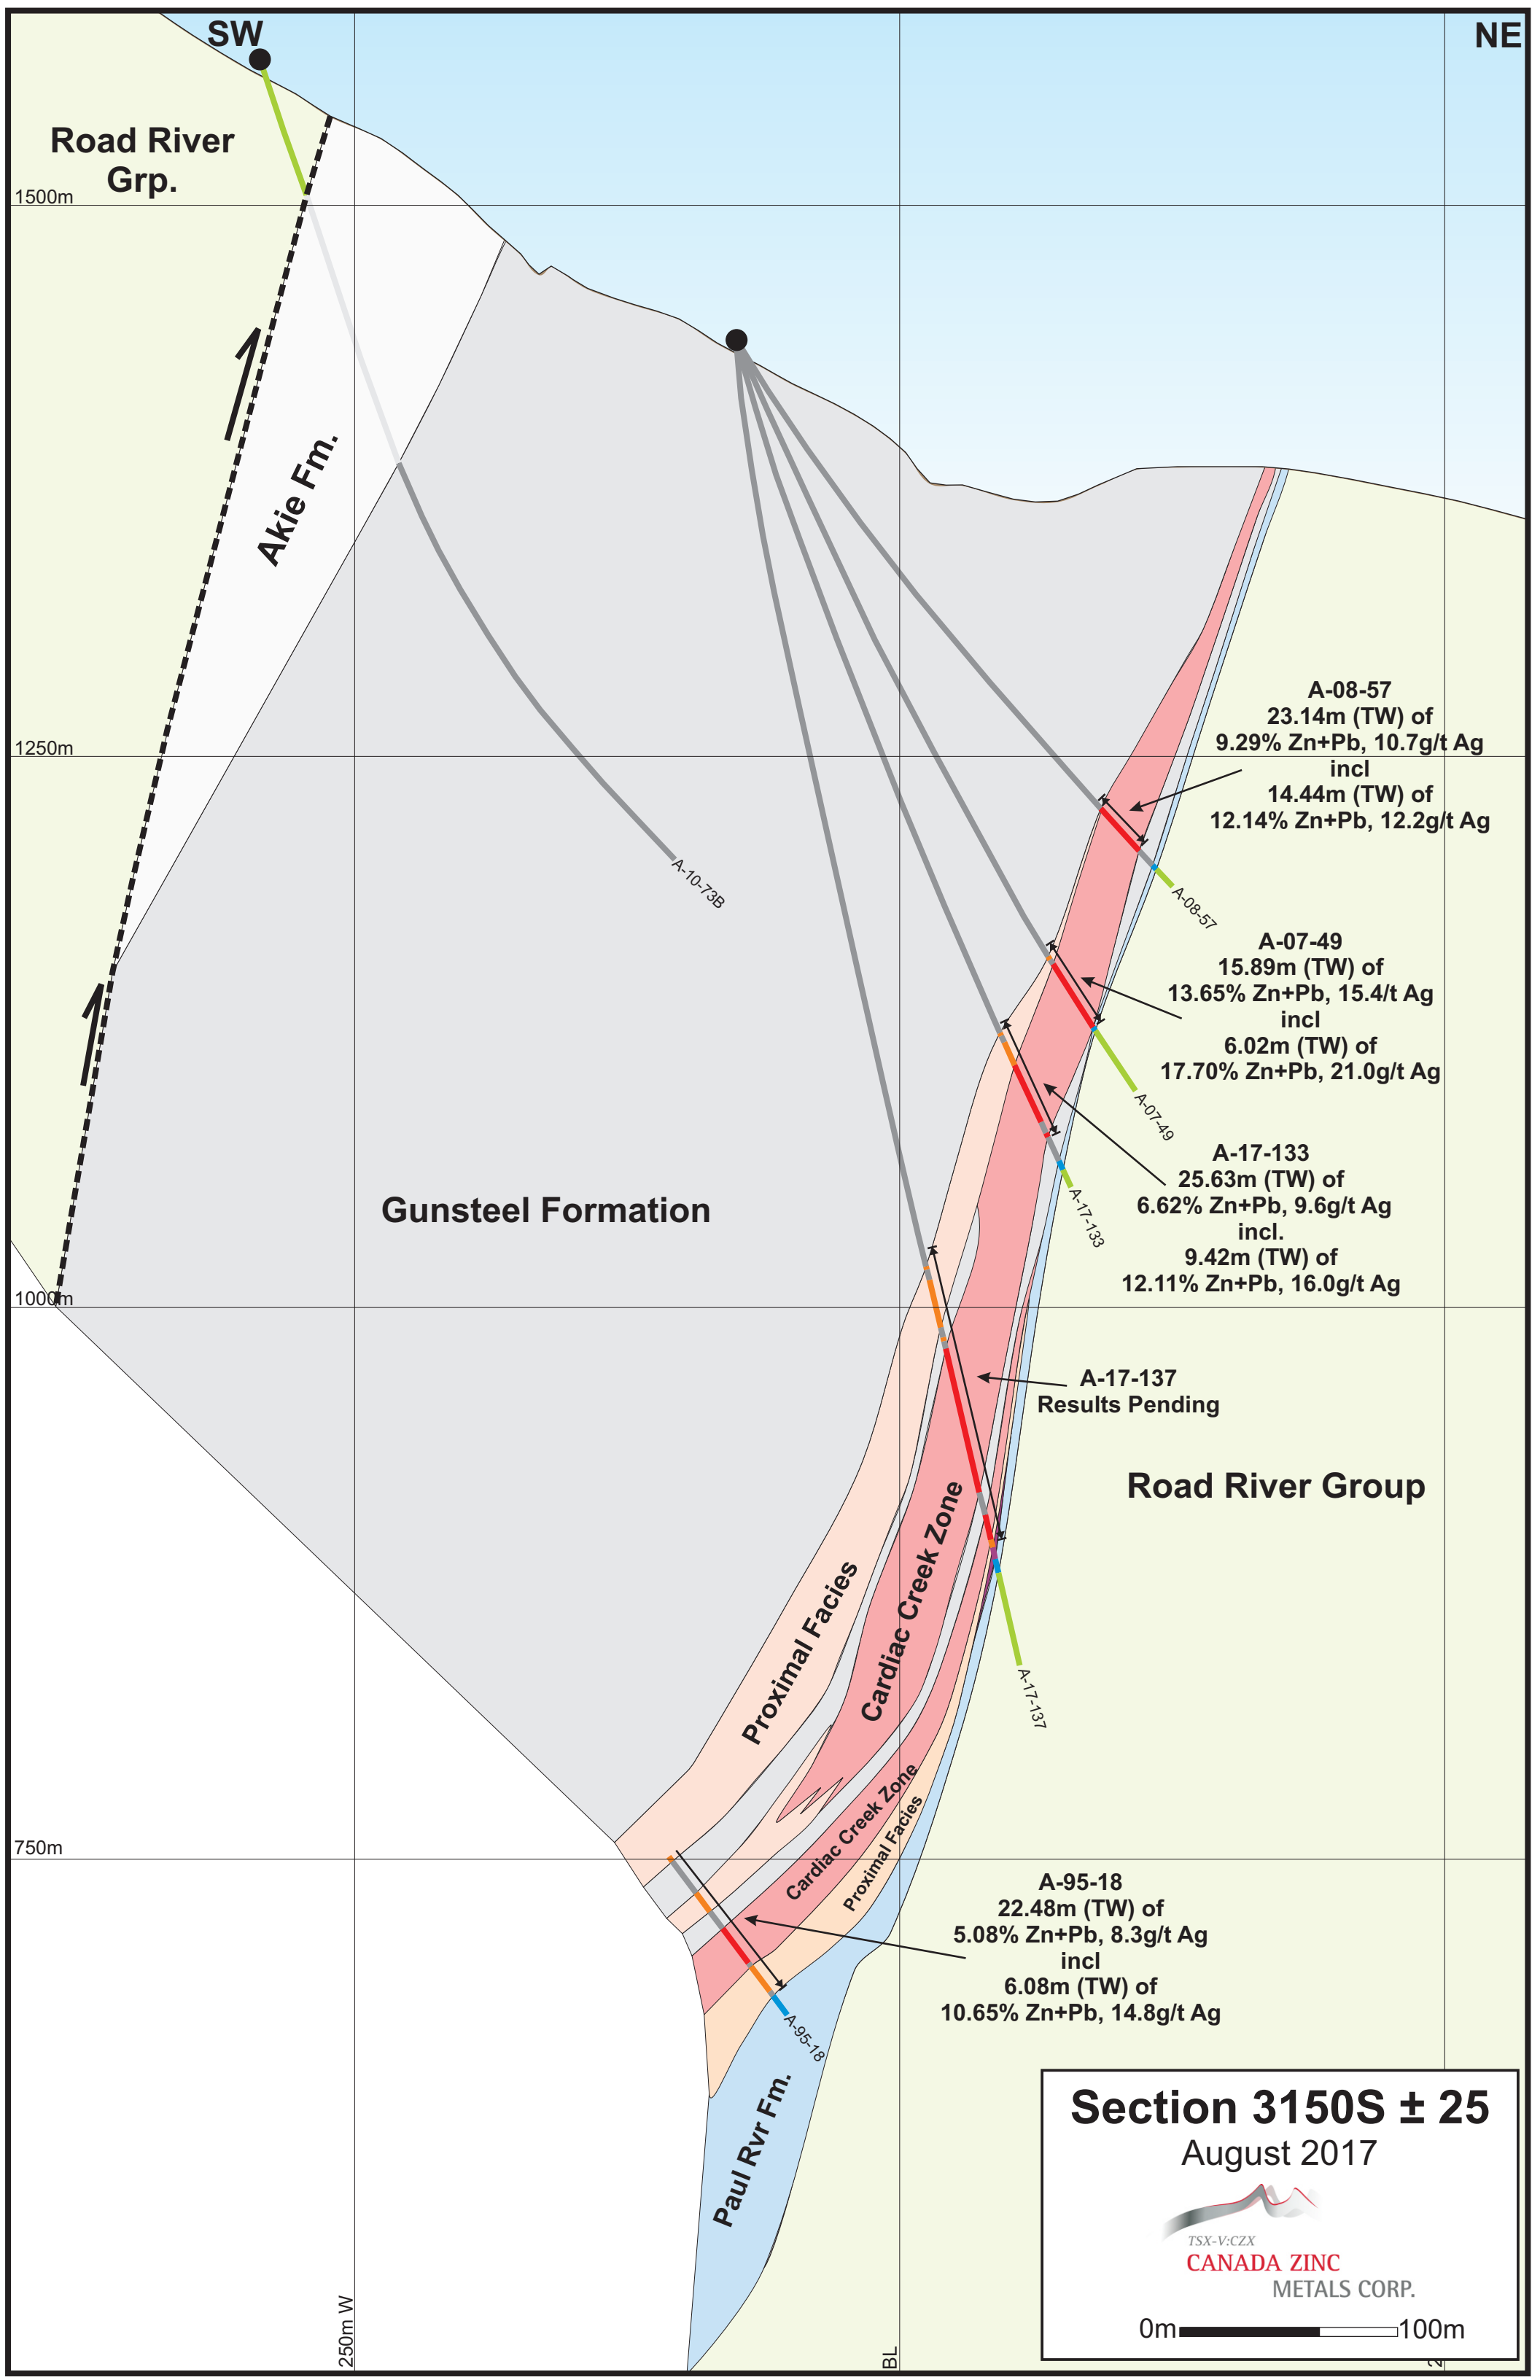 SW
NE
Road River
Grp.
1500m
Akie Fm.
A-08-57
23.14m (TW) of
9.29% Zn+Pb, 10.7g/t Ag
incl
14.44m (TW) of
12.14% Zn+Pb, 12.2g/t Ag
1250m
A-10-73B
A-08-57
A-07-49
15.89m (TW) of
13.65% Zn+Pb, 15.4/t Ag
incl
6.02m (TW) of
17.70% Zn+Pb, 21.0g/t Ag
A-07-49
A-17-133
25.63m (TW) of
6.62% Zn+Pb, 9.6g/t Ag
incl.
9.42m (TW) of
12.11% Zn+Pb, 16.0g/t Ag
A-17-133
Gunsteel Formation
1000m
A-17-137
Results Pending
Road River Group
Cardiac Creek Zone
Proximal Facies
A-17-137
Cardiac Creek Zone
Proximal Facies
750m
A-95-18
22.48m (TW) of
5.08% Zn+Pb, 8.3g/t Ag
incl
6.08m (TW) of
10.65% Zn+Pb, 14.8g/t Ag
A-95-18
Paul Rvr Fm.
Section 3150S ± 25
August 2017
TSX-V:CZX
CANADA ZINC
METALS CORP.
0m
100m
250m W
BL